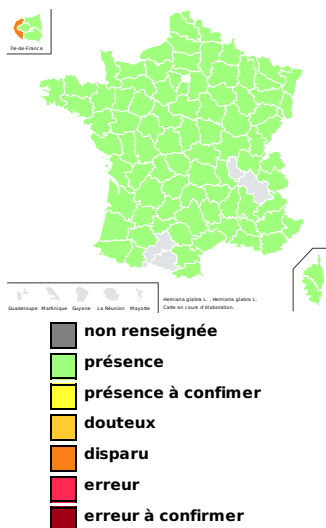 Île-de-France
Guadeloupe Martinique Guyane La Réunion Mayotte
Herniaria glabra L. , Herniaria glabra L.
Carte en cours d'élaboration.
non renseignée
présence
présence à confimer
douteux
disparu
erreur
erreur à confirmer